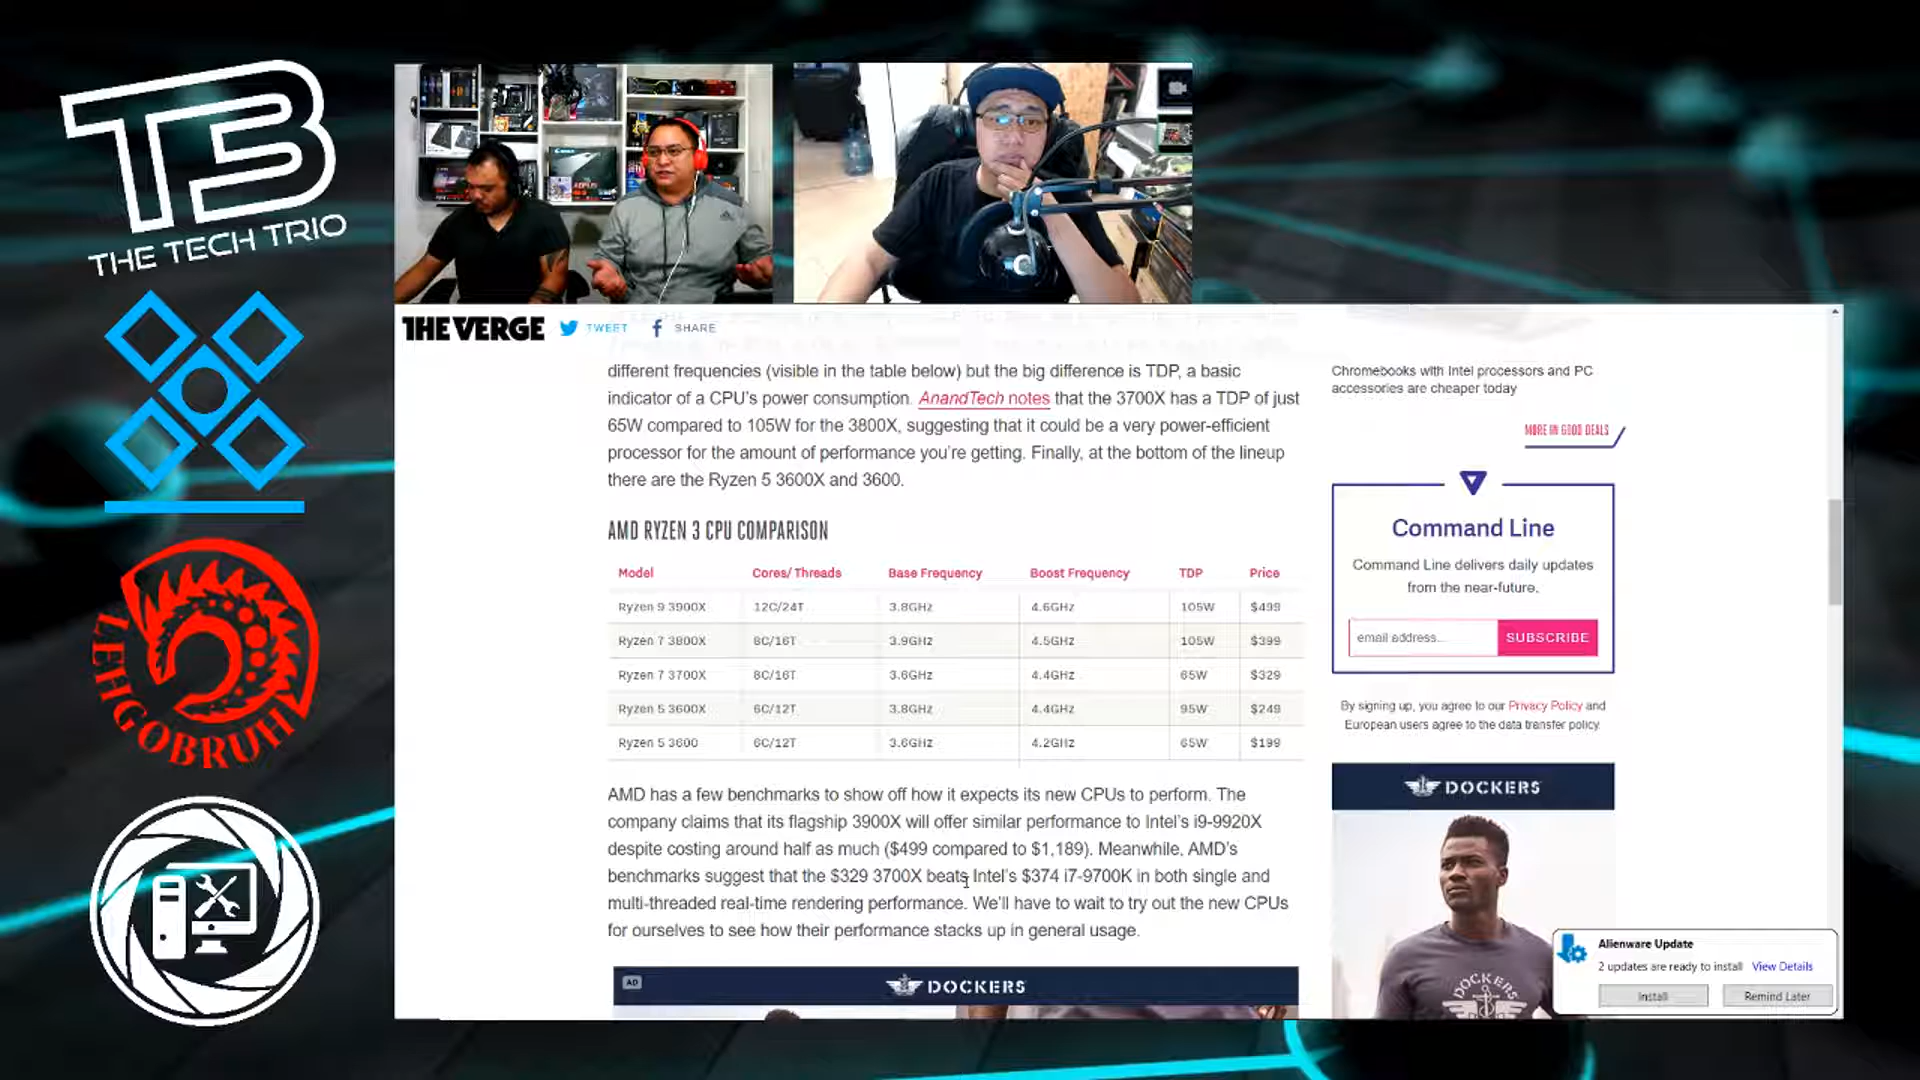 TB
THE TECH TRIO
LEHGOBRUH
THE VERGE
TWEET
SHARE
different frequencies (visible in the table below) but the big difference is TDP, a basic
indicator of a CPU's power consumption. AnandTech notes that the 3700X has a TDP of just
65W compared to 105W for the 3800X, suggesting that it could be a very power-efficient
processor for the amount of performance you're getting. Finally, at the bottom of the lineup
there are the Ryzen 5 3600X and 3600.
AMD RYZEN 3 CPU COMPARISON
Model Cores/Threads Base Frequency Boost Frequency TDP Price
Ryzen 9 3900X 12C/24T 3.8GHz 4.6GHz 105W $499
Ryzen 7 3800X 8C/16T 3.9GHz 4.5GHz 105W $399
Ryzen 7 3700X 8C/16T 3.6GHz 4.4GHz 65W $329
Ryzen 5 3600X 6C/12T 3.8GHz 4.4GHz 95W $249
Ryzen 5 3600 6C/12T 3.6GHz 4.2GHz 65W $199
AMD has a few benchmarks to show off how it expects its new CPUs to perform. The
company claims that its flagship 3900X will offer similar performance to Intel's i9-9920X
despite costing around half as much ($499 compared to $1,189). Meanwhile, AMD's
benchmarks suggest that the $329 3700X beats Intel's $374 i7-9700K in both single and
multi-threaded real-time rendering performance. We'll have to wait to try out the new CPUs
for ourselves to see how their performance stacks up in general usage.
AD
DOCKERS
Chromebooks with Intel processors and PC
accessories are cheaper today
MORE IN GOOD DEALS
Command Line
Command Line delivers daily updates
from the near-future.
email address...
SUBSCRIBE
By signing up, you agree to our Privacy Policy and
European users agree to the data transfer policy.
DOCKERS
DOCKERS
Alienware Update
2 updates are ready to install View Details
Install
Remind Later